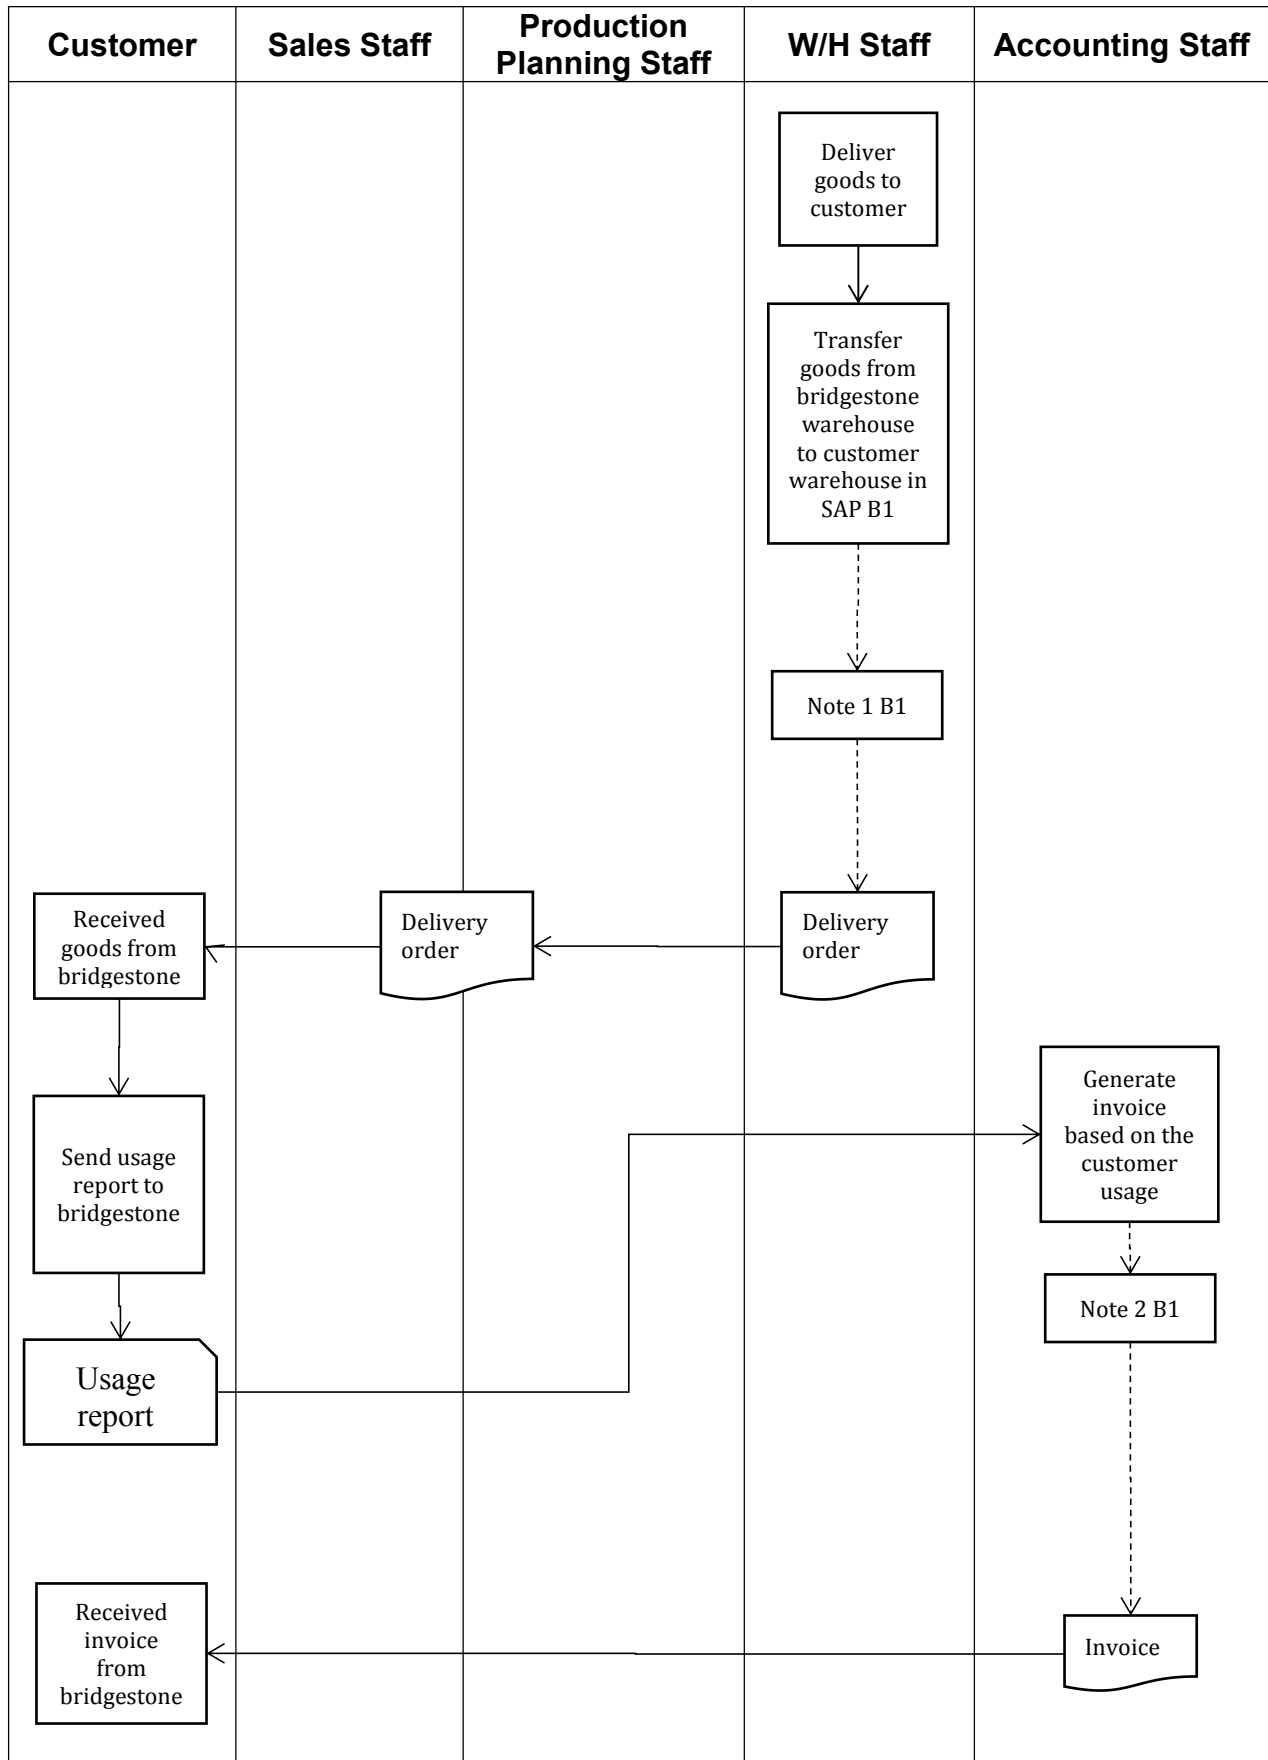 Customer
Sales Staff
Production
Planning Staff
W/H Staff
Accounting Staff
Deliver
goods to
customer
Transfer
goods from
bridgestone
warehouse
to customer
warehouse in
SAP B1
Note 1 B1
Received
goods from
bridgestone
Delivery
order
Delivery
order
Generate
invoice
based on the
customer
usage
Send usage
report to
bridgestone
Note 2 B1
Usage
report
Received
invoice
from
bridgestone
Invoice